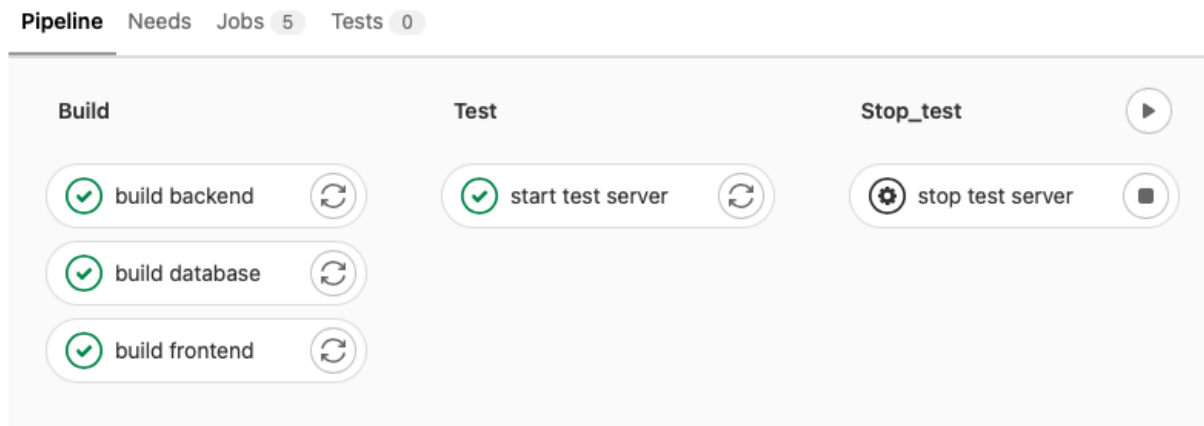 Pipeline Needs Jobs 5 Tests 0
Build
build backend
build database
build frontend
Test
start test server
Stop_test
stop test server